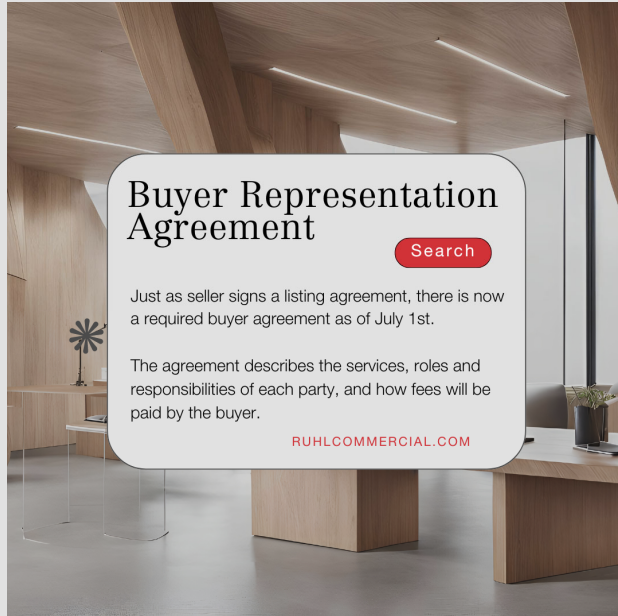 Buyer Representation
Agreement
Search
Just as seller signs a listing agreement, there is now
a required buyer agreement as of July 1st.
The agreement describes the services, roles and
responsibilities of each party, and how fees will be
paid by the buyer.
RUHLCOMMERCIAL.COM